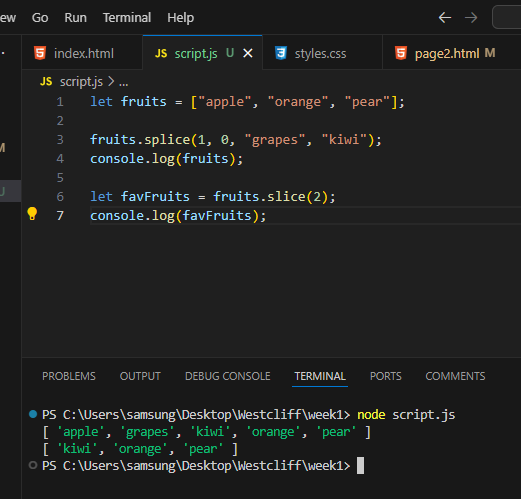 ew Go Run Terminal Help
index.html JS script.js U styles.css page2.html M
JS script.js > ...
1 let fruits = ["apple", "orange", "pear"];
2
3 fruits.splice(1, 0, "grapes", "kiwi");
4 console.log(fruits);
5
6 let favFruits = fruits.slice(2);
7 console.log(favFruits);
M
U
PROBLEMS OUTPUT DEBUG CONSOLE TERMINAL PORTS COMMENTS
PS C:\Users\samsung\Desktop\Westcliff\week1> node script.js
[ 'apple', 'grapes', 'kiwi', 'orange', 'pear' ]
[ 'kiwi', 'orange', 'pear' ]
PS C:\Users\samsung\Desktop\Westcliff\week1>